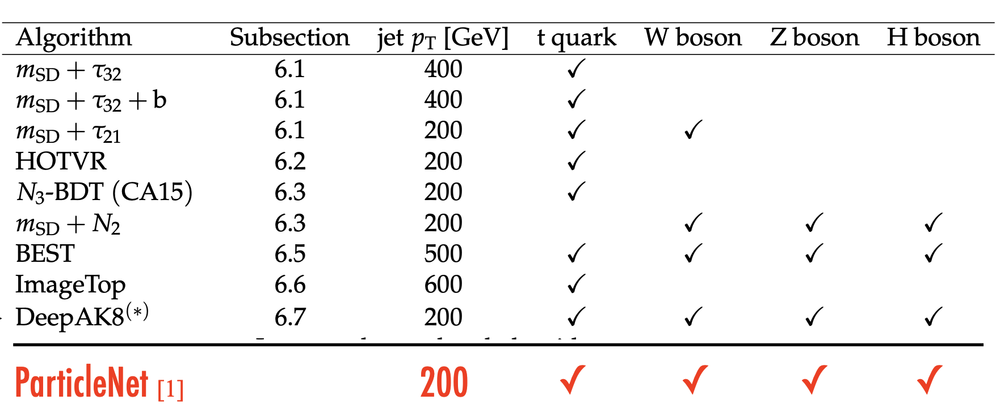 Algorithm Subsection jet pT [GeV] t quark W boson Z boson H boson
mSD + τ32 6.1 400 ✓
mSD + τ32 + b 6.1 400 ✓
mSD + τ21 6.1 200 ✓ ✓
HOTVR 6.2 200 ✓
N3-BDT (CA15) 6.3 200 ✓
mSD + N2 6.3 200 ✓ ✓ ✓
BEST 6.5 500 ✓ ✓ ✓ ✓
ImageTop 6.6 600 ✓
DeepAK8(*) 6.7 200 ✓ ✓ ✓ ✓
ParticleNet [1] 200 ✓ ✓ ✓ ✓